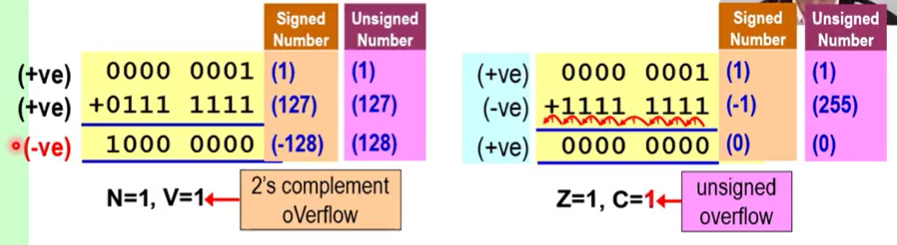 Signed Number
Unsigned Number
(+ve) 0000 0001 (1) (1)
(+ve) +0111 1111 (127) (127)
(-ve) 1000 0000 (-128) (128)
N=1, V=1
2's complement
oVerflow
Signed Number
Unsigned Number
(+ve) 0000 0001 (1) (1)
(-ve) +1111 1111 (-1) (255)
(+ve) 0000 0000 (0) (0)
Z=1, C=1
unsigned
overflow